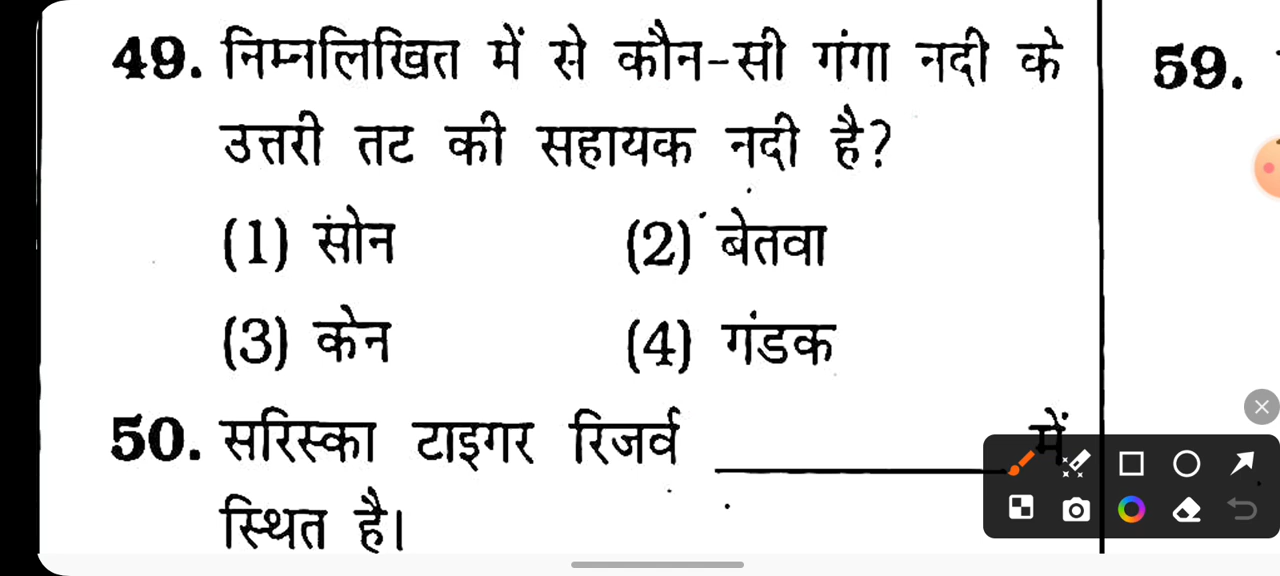 49. निम्नलिखित में से कौन-सी गंगा नदी के
उत्तरी तट की सहायक नदी है?
(1) सोन (2) बेतवा
(3) केन (4) गंडक
50. सरिस्का टाइगर रिजर्व ____________ में
स्थित है।
59.